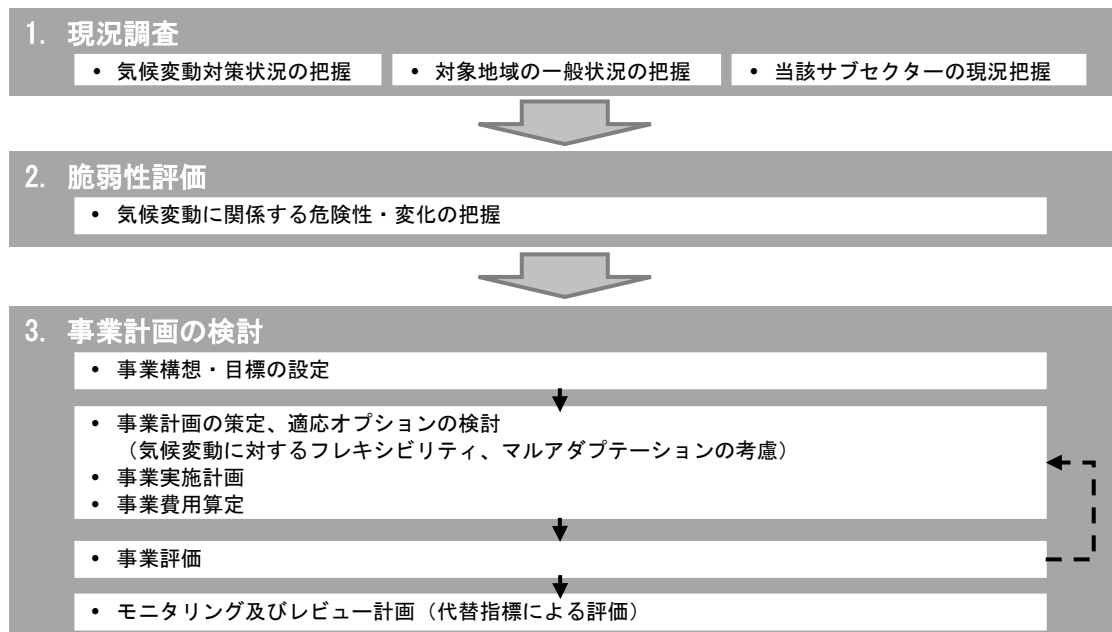 1. 現況調査
• 気候変動対策状況の把握
• 対象地域の一般状況の把握
• 当該サブセクターの現況把握
2. 脆弱性評価
• 気候変動に関係する危険性・変化の把握
3. 事業計画の検討
• 事業構想・目標の設定
• 事業計画の策定、適応オプションの検討
（気候変動に対するフレキシビリティ、マルアダプテーションの考慮）
• 事業実施計画
• 事業費用算定
• 事業評価
• モニタリング及びレビュー計画（代替指標による評価）